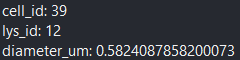 cell_id: 39
lys_id: 12
diameter_um: 0.5824087858200073